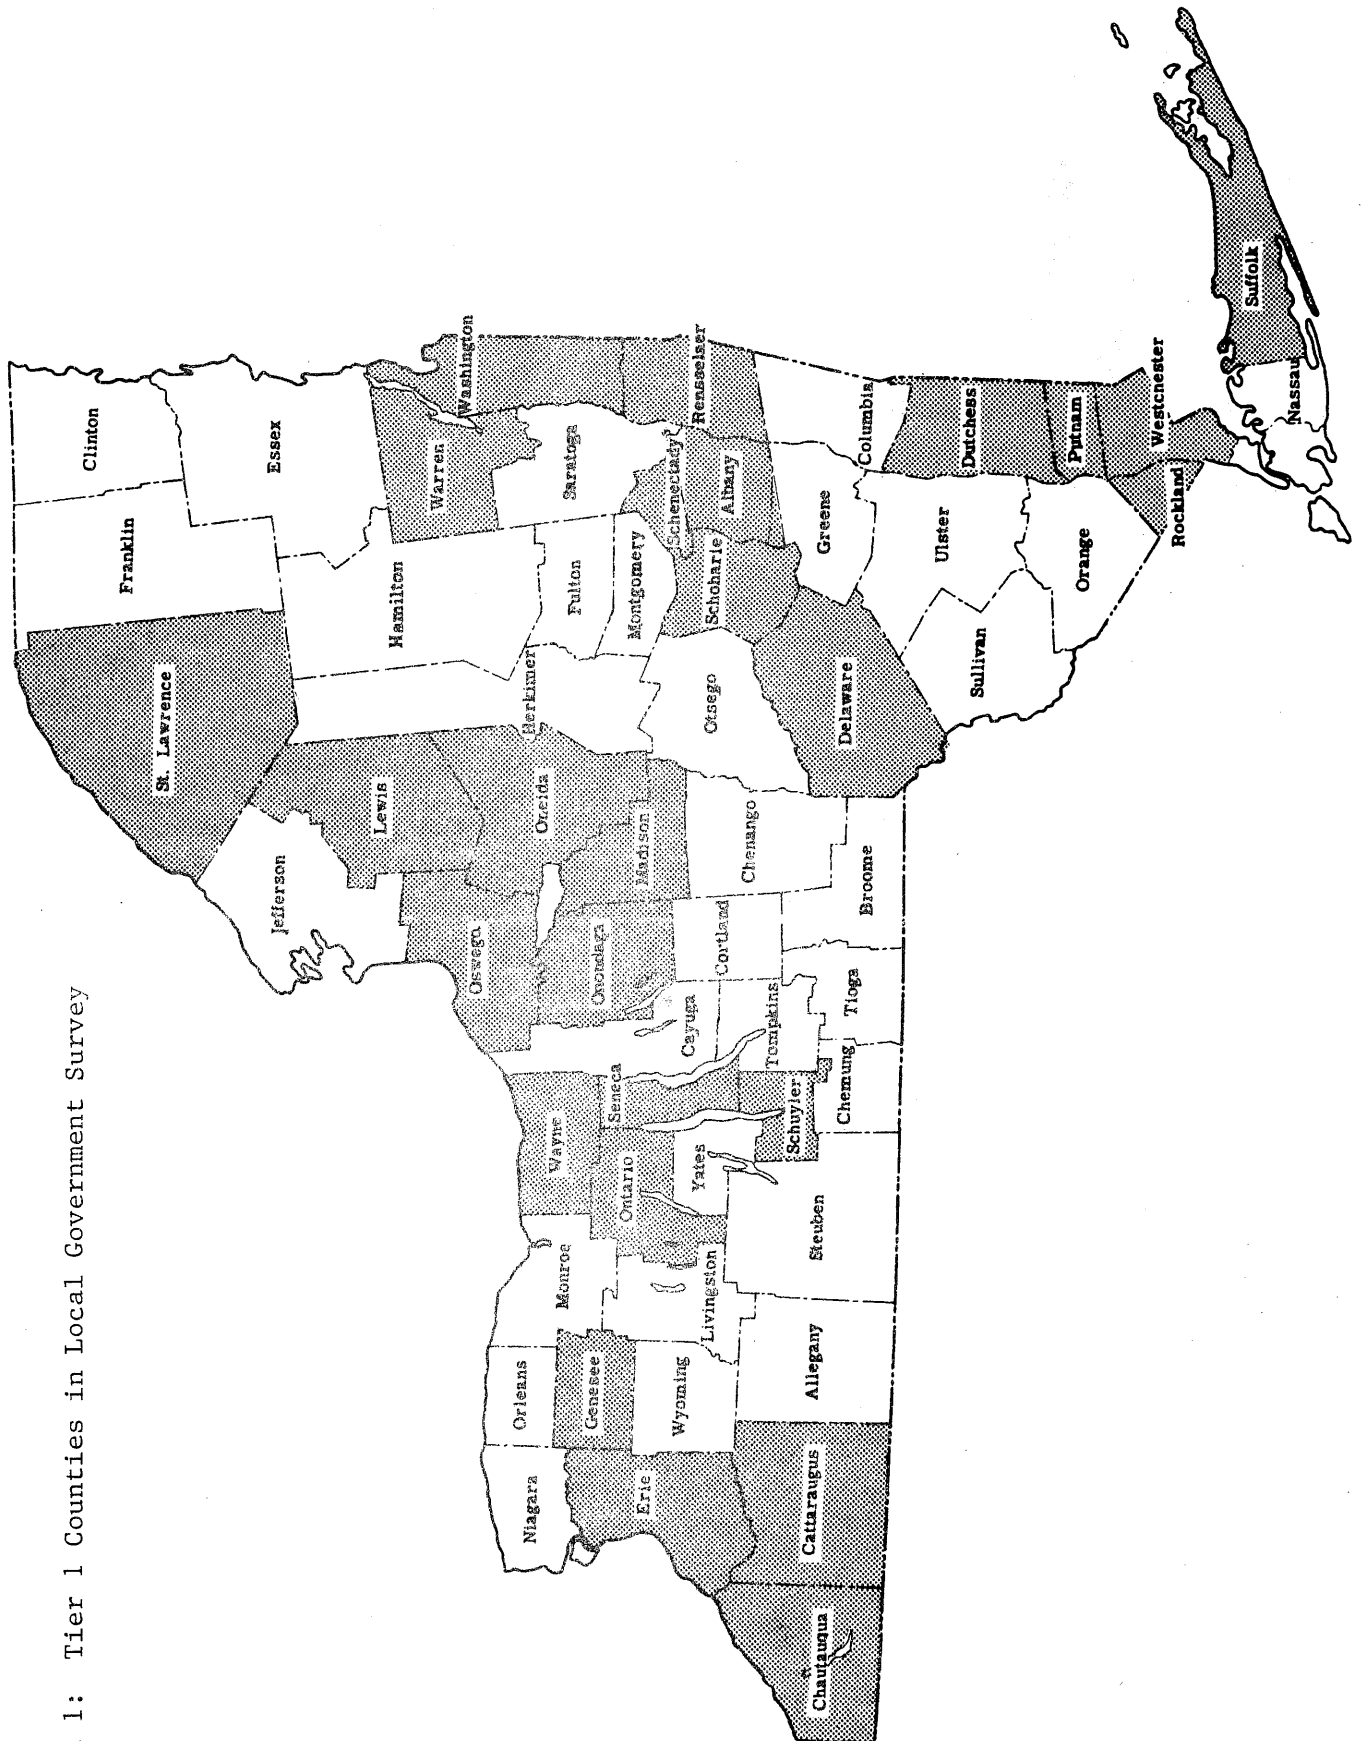 1: Tier 1 Counties in Local Government Survey
Clinton
Franklin
Essex
St. Lawrence
Hamilton
Warren
Washington
Jefferson
Lewis
Herkimer
Oneida
Oswego
Fulton
Saratoga
Montgomery
Schenectady
Rensselaer
Albany
Schoharie
Otsego
Madison
Onondaga
Cayuga
Cortland
Chenango
Delaware
Greene
Columbia
Ulster
Dutchess
Sullivan
Orange
Putnam
Rockland
Westchester
Nassau
Suffolk
Niagara
Orleans
Monroe
Wayne
Seneca
Ontario
Yates
Genesee
Livingston
Wyoming
Erie
Tompkins
Schuyler
Chemung
Tioga
Broome
Steuben
Allegany
Cattaraugus
Chautauqua